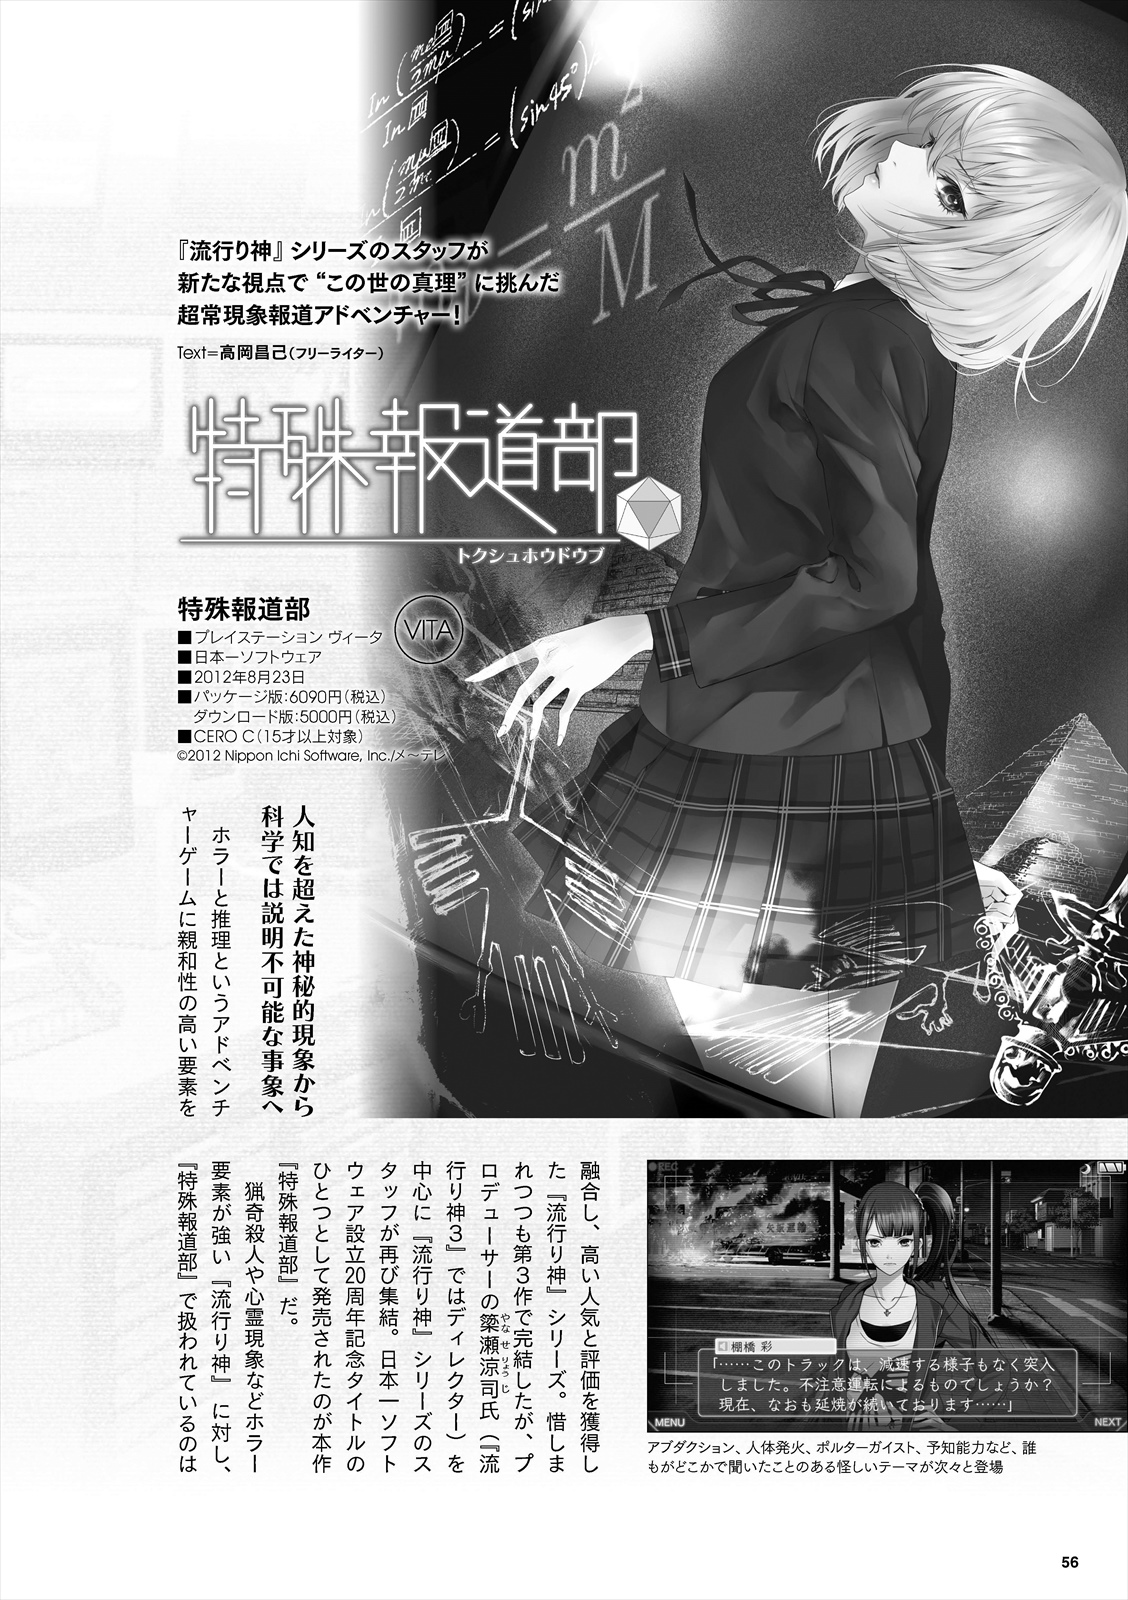 『流行り神』シリーズのスタッフが
新たな視点で“この世の真理”に挑んだ
超常現象報道アドベンチャー！
Text=高岡昌己（フリーライター）
特殊報道部
トクシュホウドウブ
特殊報道部
VITA
■プレイステーション ヴィータ
■日本一ソフトウェア
■2012年8月23日
■パッケージ版：6090円（税込）
ダウンロード版：5000円（税込）
■CERO C（15才以上対象）
©2012 Nippon Ichi Software, Inc./メ～テレ
人知を超えた神秘的現象から
科学では説明不可能な事象へ
ホラーと推理というアドベンチ
ャーゲームに親和性の高い要素を
融合し、高い人気と評価を獲得し
た『流行り神』シリーズ。惜しま
れつつも第３作で完結したが、プ
ロデューサーの簗瀬涼司氏（『流
やなせりょうじ
行り神３』ではディレクター）を
中心に『流行り神』シリーズのス
タッフが再び集結。日本一ソフト
ウェア設立20周年記念タイトルの
ひとつとして発売されたのが本作
『特殊報道部』だ。
猟奇殺人や心霊現象などホラー
要素が強い『流行り神』に対し、
『特殊報道部』で扱われているのは
REC
棚橋 彩
「……このトラックは、減速する様子もなく突入
しました。不注意運転によるものでしょうか？
現在、なおも延焼が続いております……」
MENU
NEXT
アブダクション、人体発火、ポルターガイスト、予知能力など、誰
もがどこかで聞いたことのある怪しいテーマが次々と登場
56